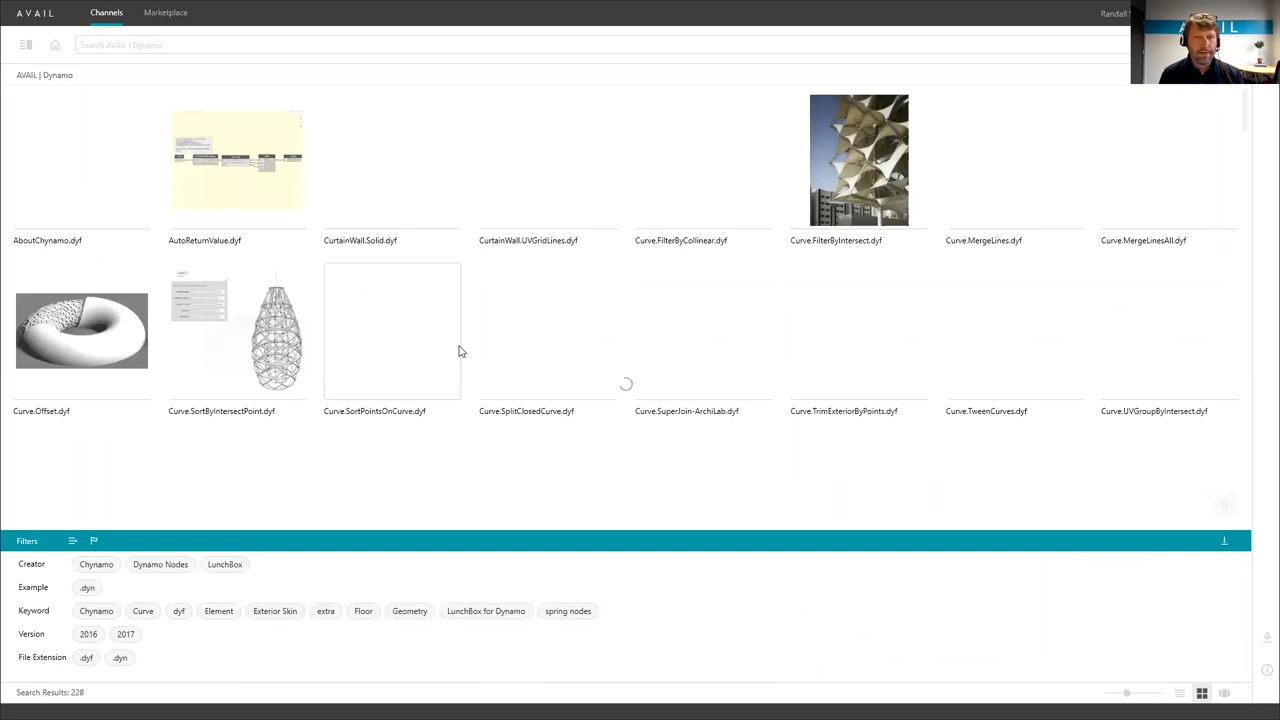 AVAIL
Channels
Marketplace
Randall
Search AVAIL | Dynamo
AVAIL | Dynamo
AboutChynamo.dyf
AutoReturnValue.dyf
CurtainWall.Solid.dyf
CurtainWall.UVGridLines.dyf
Curve.FilterByCollinear.dyf
Curve.FilterByIntersect.dyf
Curve.MergeLines.dyf
Curve.MergeLinesAll.dyf
Curve.Offset.dyf
Curve.SortByIntersectPoint.dyf
Curve.SortPointsOnCurve.dyf
Curve.SplitClosedCurve.dyf
Curve.SuperJoin-ArchiLab.dyf
Curve.TrimExteriorByPoints.dyf
Curve.TweenCurves.dyf
Curve.UVGroupByIntersect.dyf
Filters
Creator Chynamo Dynamo Nodes LunchBox
Example .dyn
Keyword Chynamo Curve dyf Element Exterior Skin extra Floor Geometry LunchBox for Dynamo spring nodes
Version 2016 2017
File Extension .dyf .dyn
Search Results: 228